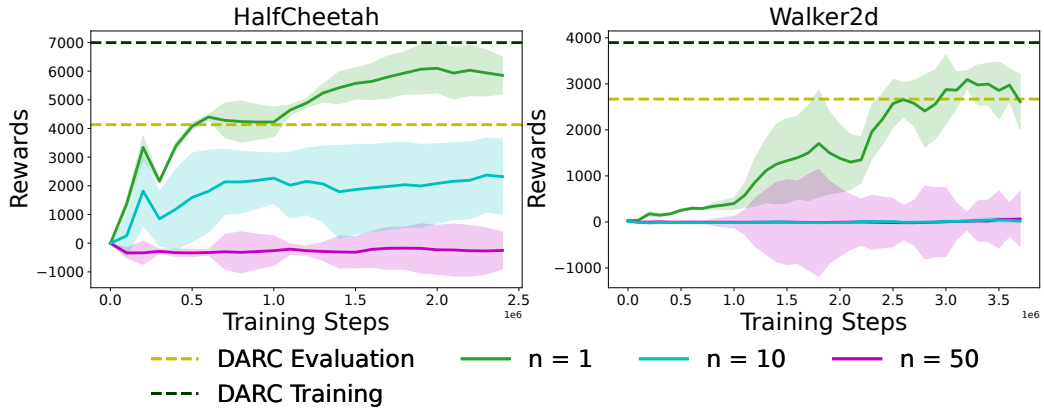 HalfCheetah
Walker2d
Rewards
7000
6000
5000
4000
3000
2000
1000
0
−1000
0.0
0.5
1.0
1.5
2.0
2.5
1e6
Training Steps
Rewards
4000
3000
2000
1000
0
−1000
0.0
0.5
1.0
1.5
2.0
2.5
3.0
3.5
1e6
Training Steps
DARC Evaluation
n = 1
n = 10
n = 50
DARC Training